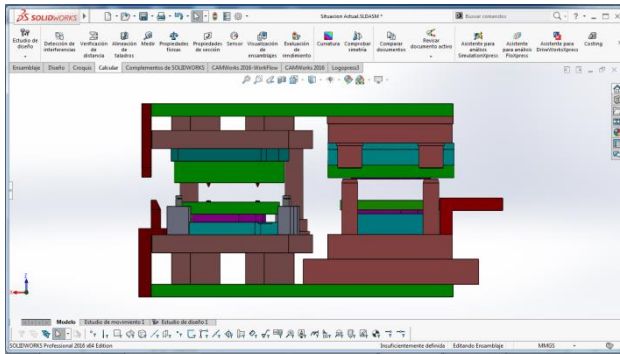 SOLIDWORKS
Situacion Actual.SLDASM *
Buscar comandos
Estudio de diseño
Detección de interferencias
Verificación de distancia
Alineación de taladros
Medir
Propiedades físicas
Propiedades de sección
Sensor
Visualización de ensamblajes
Evaluación de rendimiento
Curvatura
Comprobar simetría
Comparar documentos
Revisar documento activo
Asistente para análisis SimulationXpress
Asistente para análisis FloXpress
Asistente para DimXpress
Costing
Ensamblaje
Diseño
Croquis
Calcular
Complementos de SOLIDWORKS
CAMWorks 2016-WorkFlow
CAMWorks 2016
Logopress3
Modelo
Estudio de movimiento 1
Estudio de diseño 1
SOLIDWORKS Professional 2016 x64 Edition
Insuficientemente definida
Editando Ensamblaje
MMGS